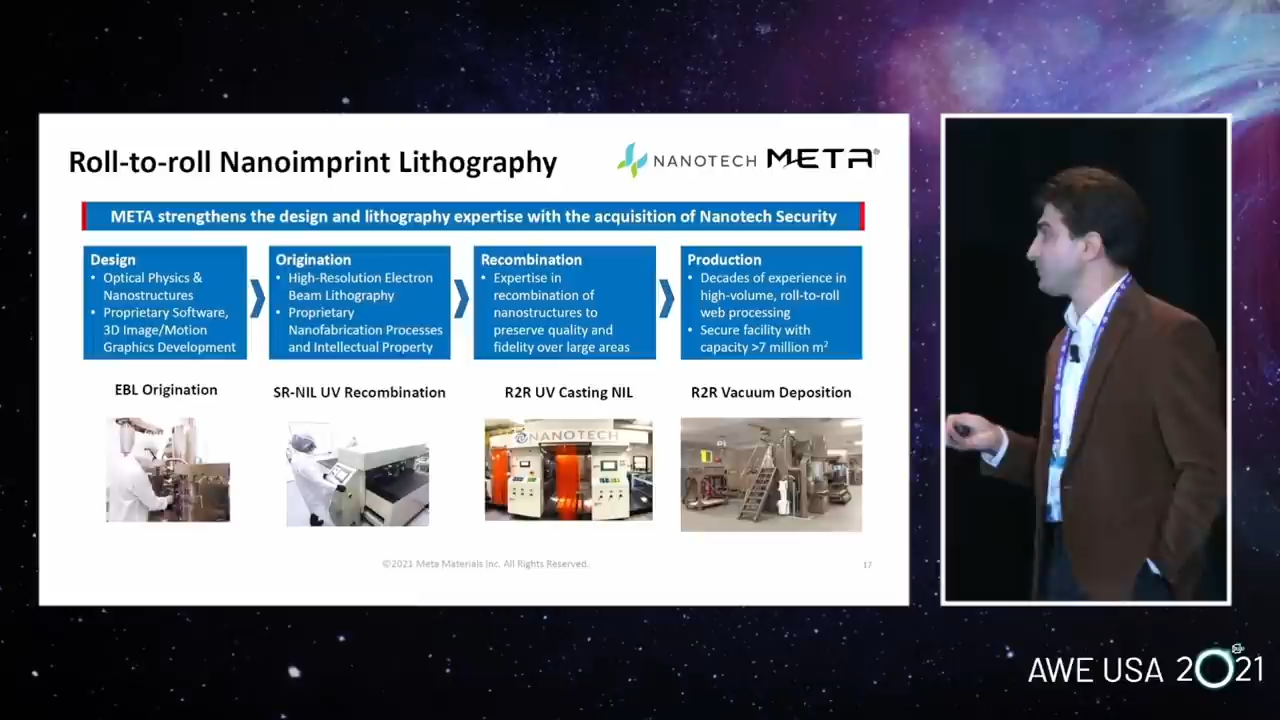 Roll-to-roll Nanoimprint Lithography
NANOTECH META
META strengthens the design and lithography expertise with the acquisition of Nanotech Security
Design
• Optical Physics & Nanostructures
• Proprietary Software, 3D Image/Motion Graphics Development
Origination
• High-Resolution Electron Beam Lithography
• Proprietary Nanofabrication Processes and Intellectual Property
Recombination
• Expertise in recombination of nanostructures to preserve quality and fidelity over large areas
Production
• Decades of experience in high-volume, roll-to-roll web processing
• Secure facility with capacity >7 million m²
EBL Origination
SR-NIL UV Recombination
R2R UV Casting NIL
R2R Vacuum Deposition
NANOTECH
©2021 Meta Materials Inc. All Rights Reserved.
17
AWE USA 2021